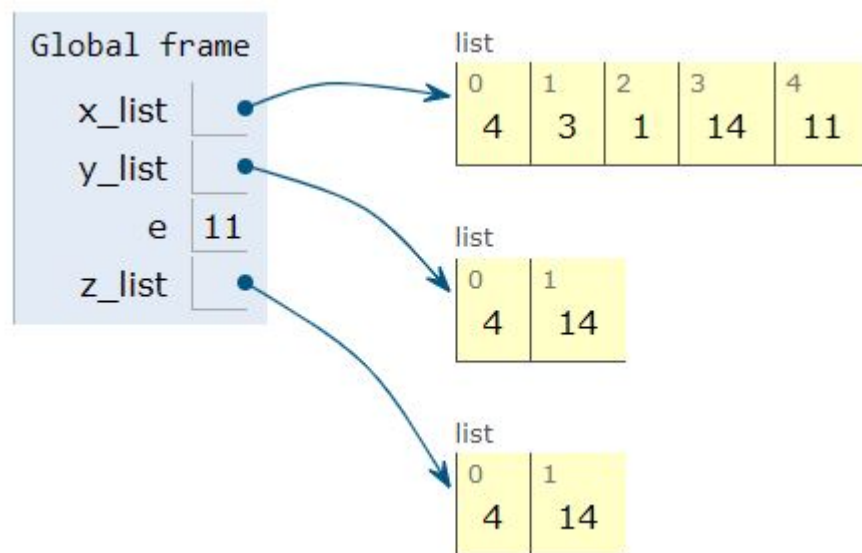 Global frame
x_list
y_list
e 11
z_list
list
0 1 2 3 4
4 3 1 14 11
list
0 1
4 14
list
0 1
4 14